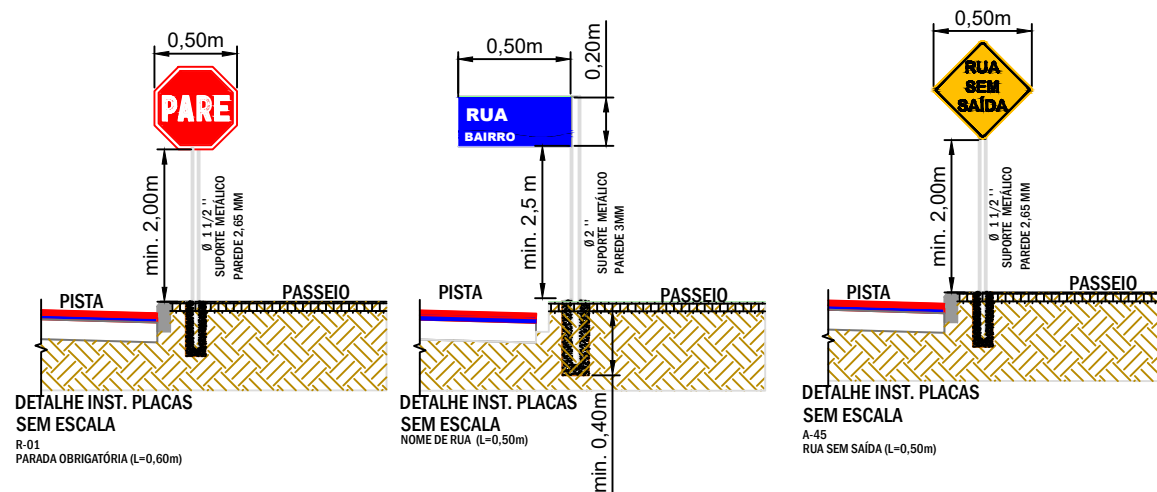 0,50m
PARE
min. 2,00m
Ø 1 1/2 ''
SUPORTE METÁLICO
PAREDE 2,65 MM
PISTA
PASSEIO
DETALHE INST. PLACAS
SEM ESCALA
R-01
PARADA OBRIGATÓRIA (L=0,60m)
0,50m
0,20m
RUA
BAIRRO
min. 2,5 m
Ø 2 ''
SUPORTE METÁLICO
PAREDE 3MM
PISTA
PASSEIO
min. 0,40m
DETALHE INST. PLACAS
SEM ESCALA
NOME DE RUA (L=0,50m)
0,50m
RUA
SEM
SAÍDA
min. 2,00m
Ø 1 1/2 ''
SUPORTE METÁLICO
PAREDE 2,65 MM
PISTA
PASSEIO
DETALHE INST. PLACAS
SEM ESCALA
A-45
RUA SEM SAÍDA (L=0,50m)